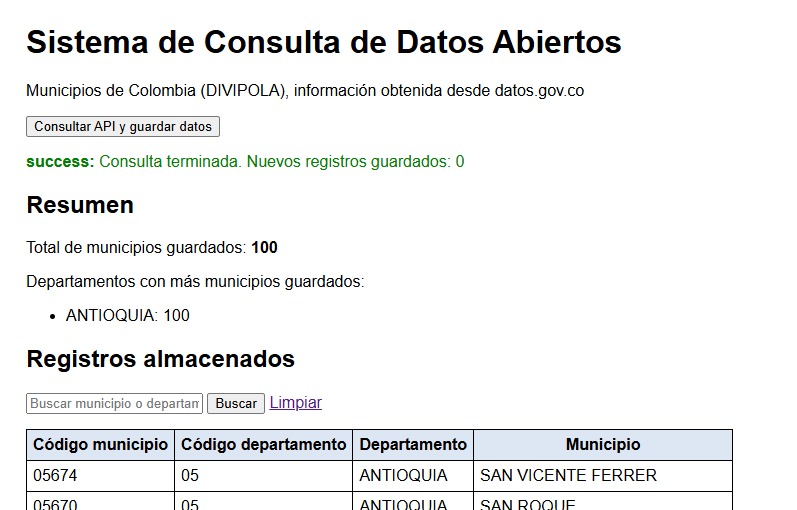 Sistema de Consulta de Datos Abiertos
Municipios de Colombia (DIVIPOLA), información obtenida desde datos.gov.co
Consultar API y guardar datos
success: Consulta terminada. Nuevos registros guardados: 0
Resumen
Total de municipios guardados: 100
Departamentos con más municipios guardados:
ANTIOQUIA: 100
Registros almacenados
Buscar municipio o departam Buscar Limpiar
Código municipio Código departamento Departamento Municipio
05674 05 ANTIOQUIA SAN VICENTE FERRER
05670 05 ANTIOQUIA SAN ROQUE